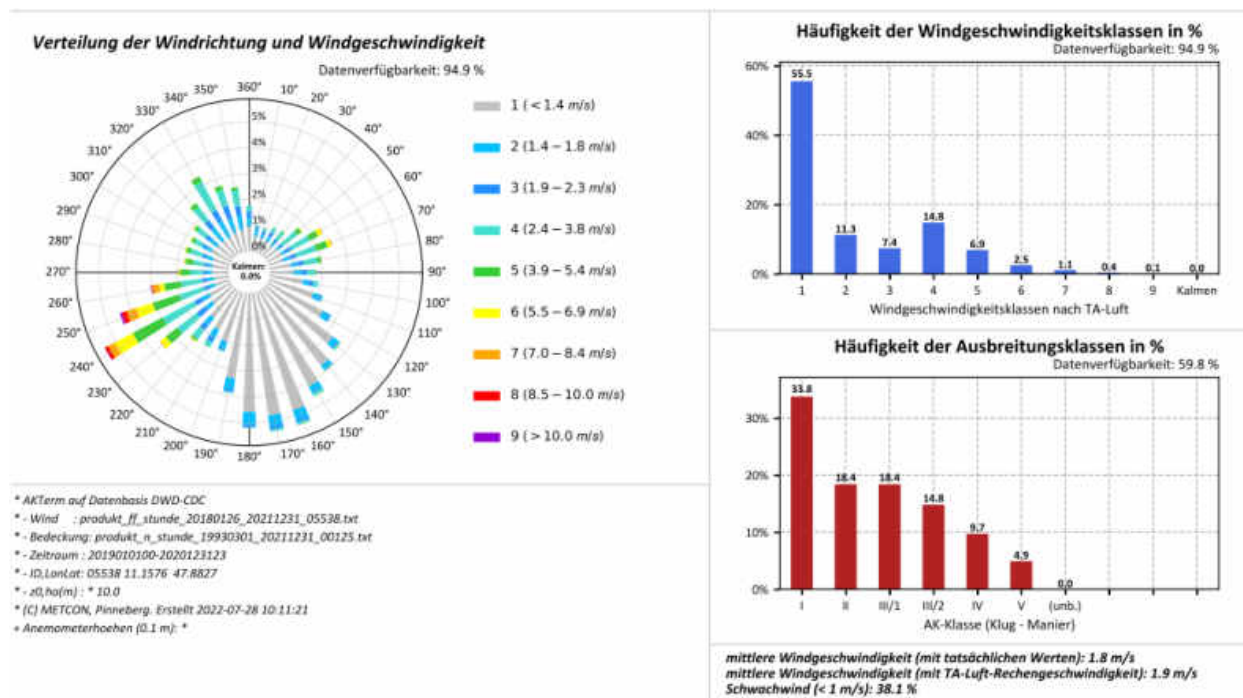 Verteilung der Windrichtung und Windgeschwindigkeit
Datenverfügbarkeit: 94.9 %
360°
10°
20°
30°
40°
50°
60°
70°
80°
90°
100°
110°
120°
130°
140°
150°
160°
170°
180°
190°
200°
210°
220°
230°
240°
250°
260°
270°
280°
290°
300°
310°
320°
330°
340°
350°
5%
4%
3%
2%
1%
0%
Kalmen:
0.0%
1 (< 1.4 m/s)
2 (1.4 – 1.8 m/s)
3 (1.9 – 2.3 m/s)
4 (2.4 – 3.8 m/s)
5 (3.9 – 5.4 m/s)
6 (5.5 – 6.9 m/s)
7 (7.0 – 8.4 m/s)
8 (8.5 – 10.0 m/s)
9 (> 10.0 m/s)
* AKTerm auf Datenbasis DWD-CDC
* - Wind : produkt_ff_stunde_20180126_20211231_05538.txt
* - Bedeckung: produkt_n_stunde_19930301_20211231_00125.txt
* - Zeitraum : 2019010100-2020123123
* - ID,LonLat: 05538 11.1576 47.8827
* - z0,ha(m) : * 10.0
* (C) METCON, Pinneberg. Erstellt 2022-07-28 10:11:21
+ Anemometerhoehen (0.1 m): *
Häufigkeit der Windgeschwindigkeitsklassen in %
Datenverfügbarkeit: 94.9 %
60%
40%
20%
0%
55.5
11.3
7.4
14.8
6.9
2.5
1.1
0.4
0.1
0.0
1 2 3 4 5 6 7 8 9 Kalmen
Windgeschwindigkeitsklassen nach TA-Luft
Häufigkeit der Ausbreitungsklassen in %
Datenverfügbarkeit: 59.8 %
30%
20%
10%
0%
33.8
18.4
18.4
14.8
9.7
4.9
0.0
I II III/1 III/2 IV V (unb.)
AK-Klasse (Klug - Manier)
mittlere Windgeschwindigkeit (mit tatsächlichen Werten): 1.8 m/s
mittlere Windgeschwindigkeit (mit TA-Luft-Rechengeschwindigkeit): 1.9 m/s
Schwachwind (< 1 m/s): 38.1 %